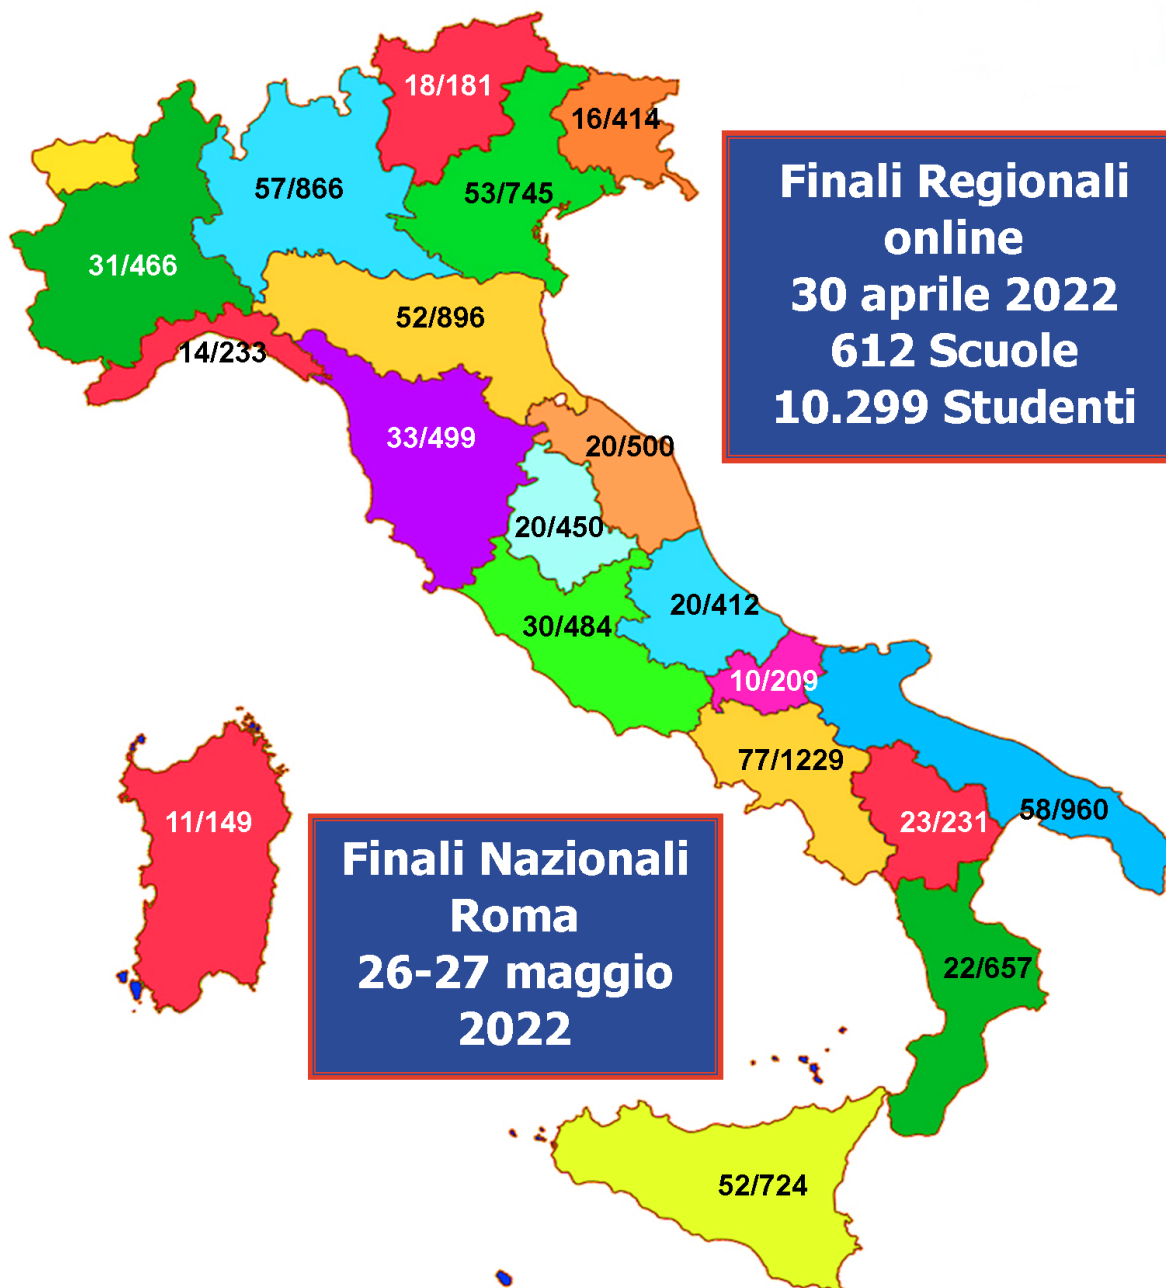 18/181
16/414
57/866
53/745
31/466
52/896
14/233
33/499
20/500
20/450
20/412
30/484
10/209
77/1229
58/960
23/231
11/149
22/657
52/724
Finali Regionali
online
30 aprile 2022
612 Scuole
10.299 Studenti
Finali Nazionali
Roma
26-27 maggio
2022